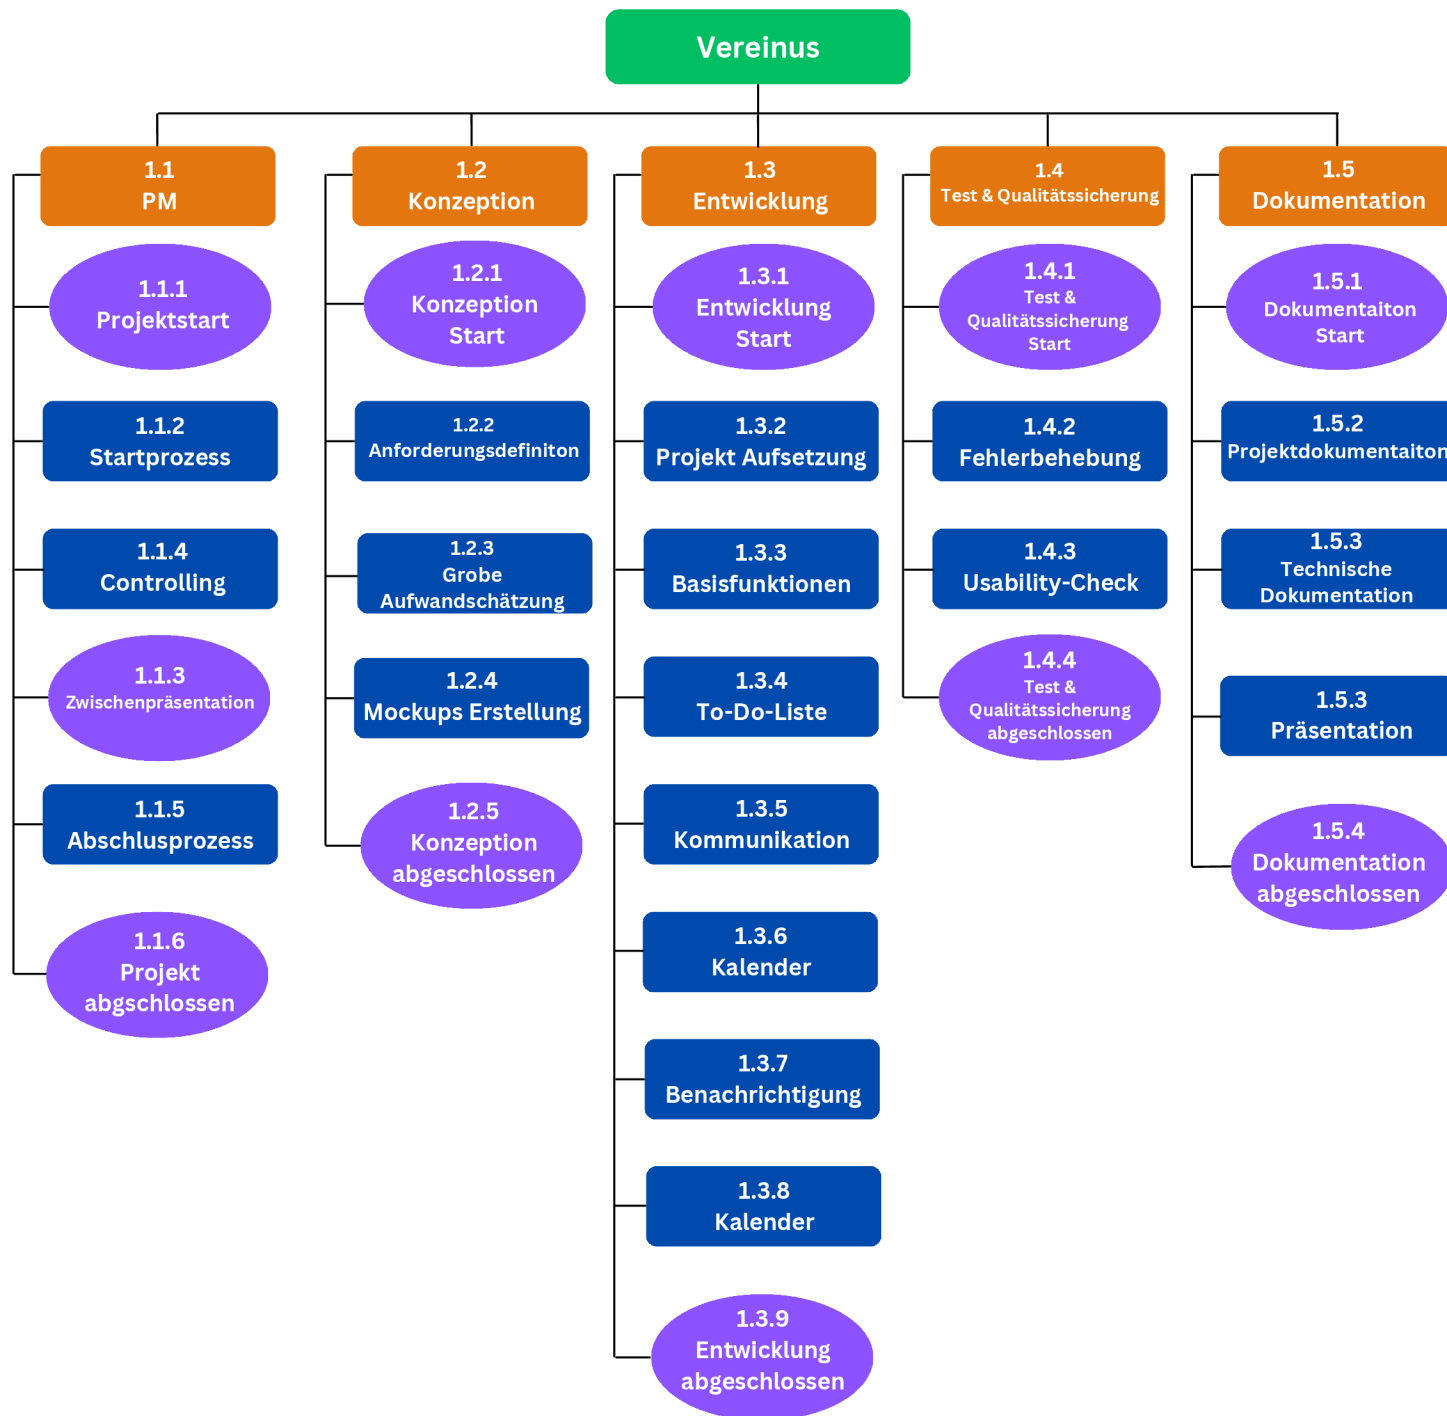 Vereinus
1.1
PM
1.1.1
Projektstart
1.1.2
Startprozess
1.1.4
Controlling
1.1.3
Zwischenpräsentation
1.1.5
Abschlusprozess
1.1.6
Projekt
abgschlossen
1.2
Konzeption
1.2.1
Konzeption
Start
1.2.2
Anforderungsdefiniton
1.2.3
Grobe
Aufwandschätzung
1.2.4
Mockups Erstellung
1.2.5
Konzeption
abgeschlossen
1.3
Entwicklung
1.3.1
Entwicklung
Start
1.3.2
Projekt Aufsetzung
1.3.3
Basisfunktionen
1.3.4
To-Do-Liste
1.3.5
Kommunikation
1.3.6
Kalender
1.3.7
Benachrichtigung
1.3.8
Kalender
1.3.9
Entwicklung
abgeschlossen
1.4
Test & Qualitätssicherung
1.4.1
Test &
Qualitätssicherung
Start
1.4.2
Fehlerbehebung
1.4.3
Usability-Check
1.4.4
Test &
Qualitätssicherung
abgeschlossen
1.5
Dokumentation
1.5.1
Dokumentaiton
Start
1.5.2
Projektdokumentaiton
1.5.3
Technische
Dokumentation
1.5.3
Präsentation
1.5.4
Dokumentation
abgeschlossen